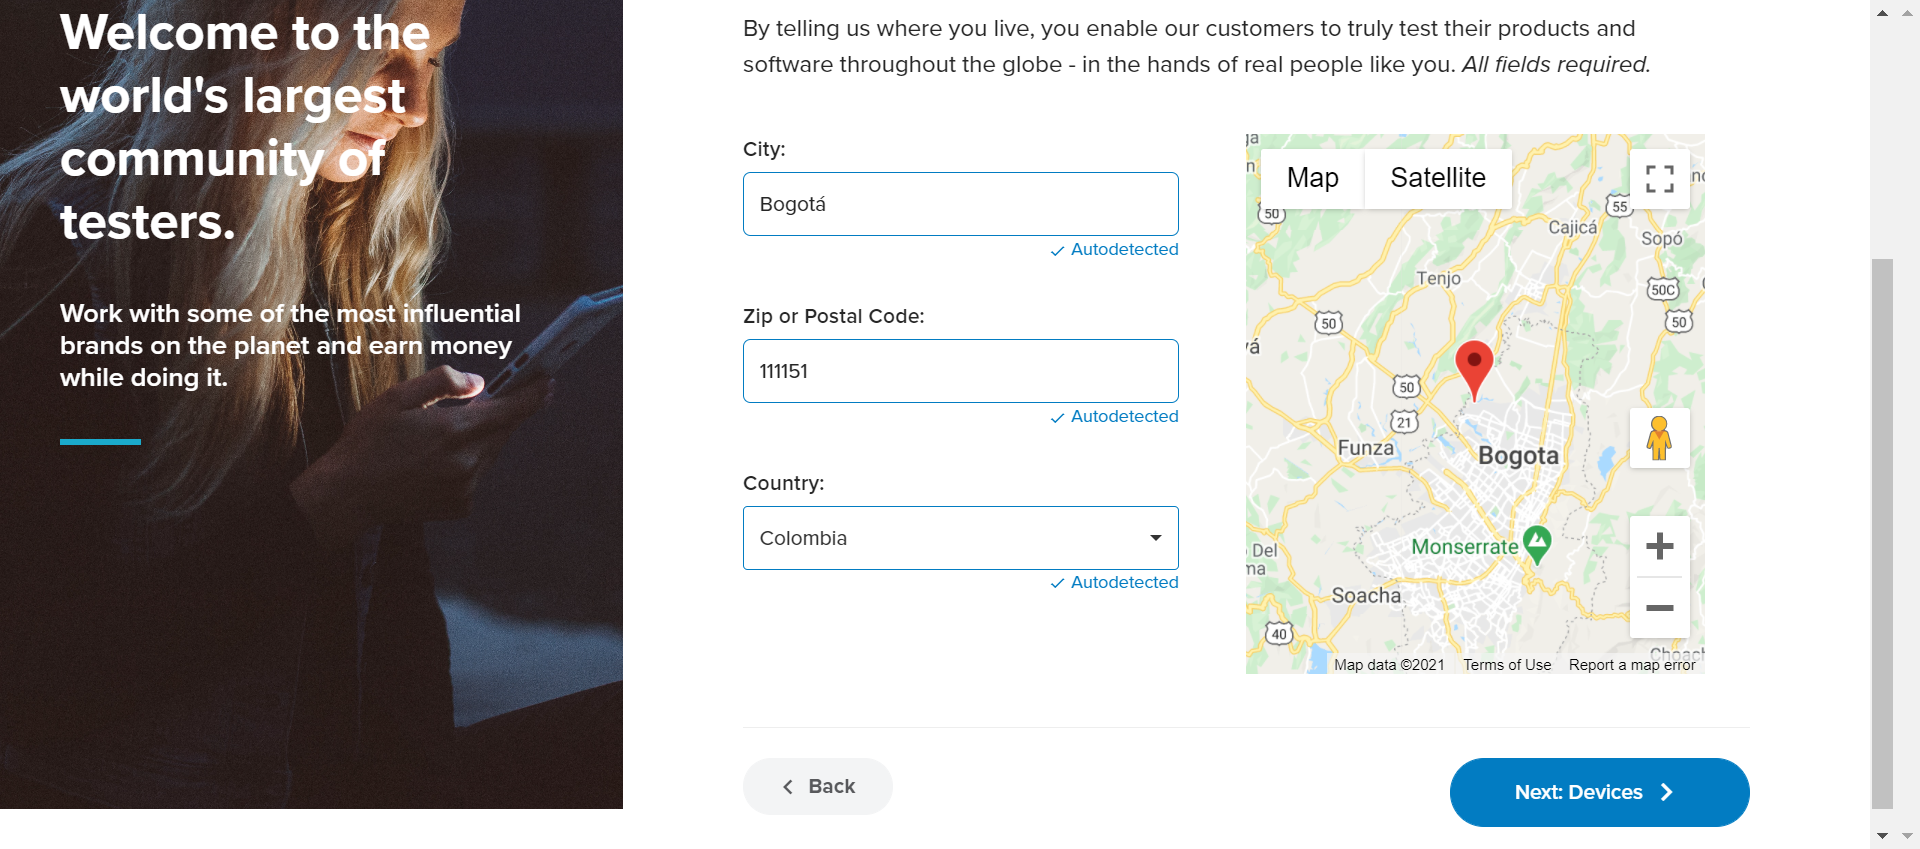 Welcome to the
world's largest
community of
testers.
Work with some of the most influential
brands on the planet and earn money
while doing it.
By telling us where you live, you enable our customers to truly test their products and
software throughout the globe - in the hands of real people like you. All fields required.
City:
Bogotá
✓ Autodetected
Zip or Postal Code:
111151
✓ Autodetected
Country:
Colombia
✓ Autodetected
Map Satellite
50
55
Cajicá
Sopó
Tenjo
50C
50
50
50
21
Funza
Bogota
Monserrate
Del
Soacha
40
Map data ©2021 Terms of Use Report a map error
Back
Next: Devices